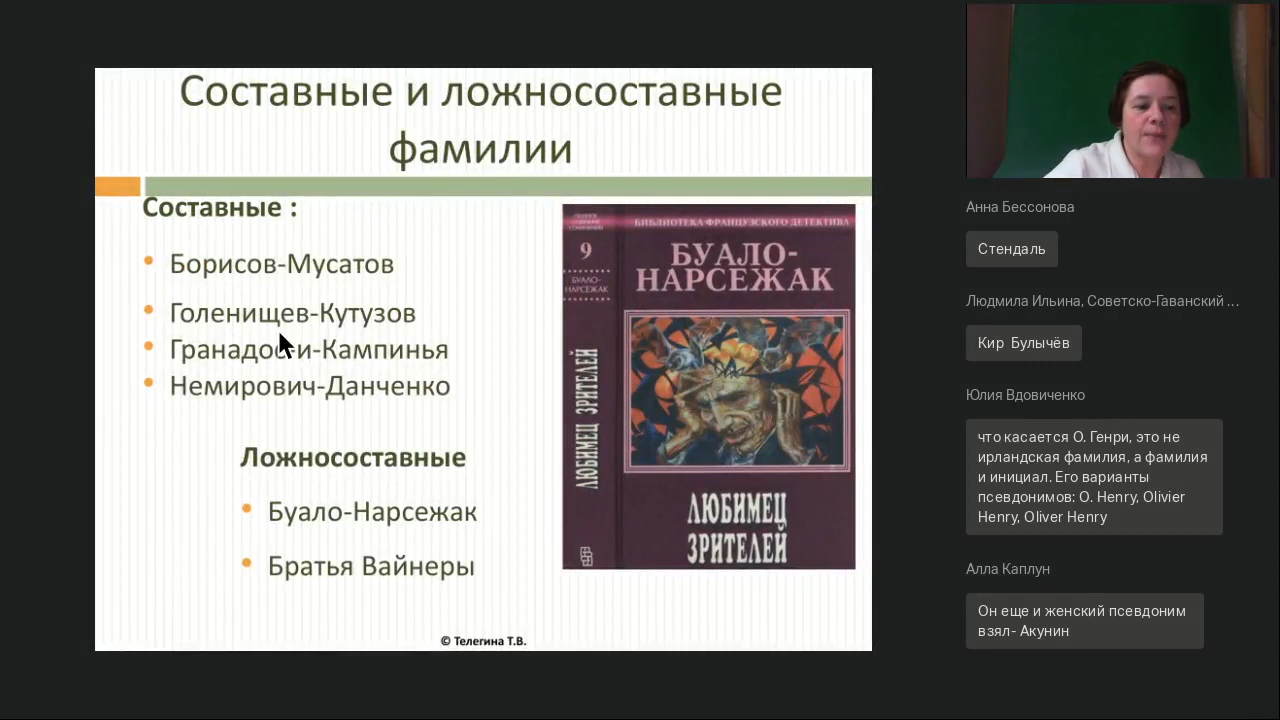 Составные и ложносоставные
фамилии
Составные :
• Борисов-Мусатов
• Голенищев-Кутузов
• Гранадос-и-Кампинья
• Немирович-Данченко
Ложносоставные
• Буало-Нарсежак
• Братья Вайнеры
© Телегина Т.В.
9
БУАЛО-
НАРСЕЖАК
ЛЮБИМЕЦ ЗРИТЕЛЕЙ
БИБЛИОТЕКА ФРАНЦУЗСКОГО ДЕТЕКТИВА
БУАЛО-
НАРСЕЖАК
ЛЮБИМЕЦ
ЗРИТЕЛЕЙ
Анна Бессонова
Стендаль
Людмила Ильина, Советско-Гаванский ...
Кир Булычёв
Юлия Вдовиченко
что касается О. Генри, это не
ирландская фамилия, а фамилия
и инициал. Его варианты
псевдонимов: O. Henry, Olivier
Henry, Oliver Henry
Алла Каплун
Он еще и женский псевдоним
взял- Акунин